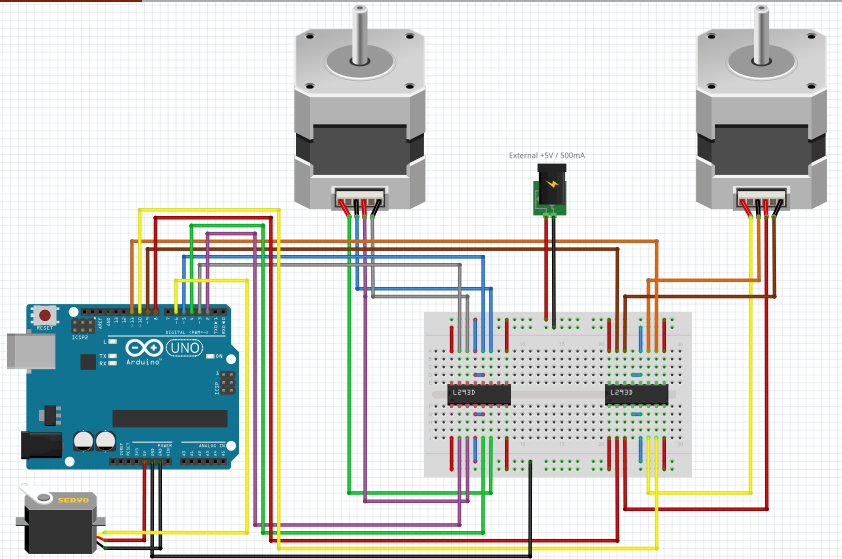 External +5V / 500mA
RESET
ICSP2
L
TX
RX
DIGITAL (PWM~)
UNO
ON
Arduino
ICSP
L293D
L293D
POWER
ANALOG IN
SERVO